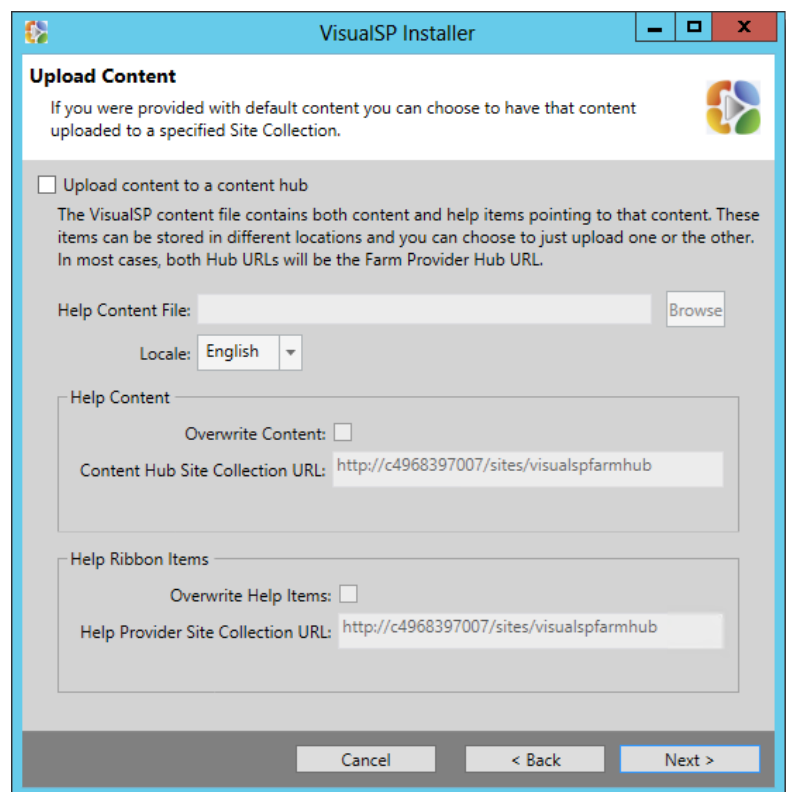 VisualSP Installer
Upload Content
If you were provided with default content you can choose to have that content
uploaded to a specified Site Collection.
Upload content to a content hub
The VisualSP content file contains both content and help items pointing to that content. These
items can be stored in different locations and you can choose to just upload one or the other.
In most cases, both Hub URLs will be the Farm Provider Hub URL.
Help Content File:
Browse
Locale: English
Help Content
Overwrite Content:
Content Hub Site Collection URL: http://c4968397007/sites/visualspfarmhub
Help Ribbon Items
Overwrite Help Items:
Help Provider Site Collection URL: http://c4968397007/sites/visualspfarmhub
Cancel
< Back
Next >